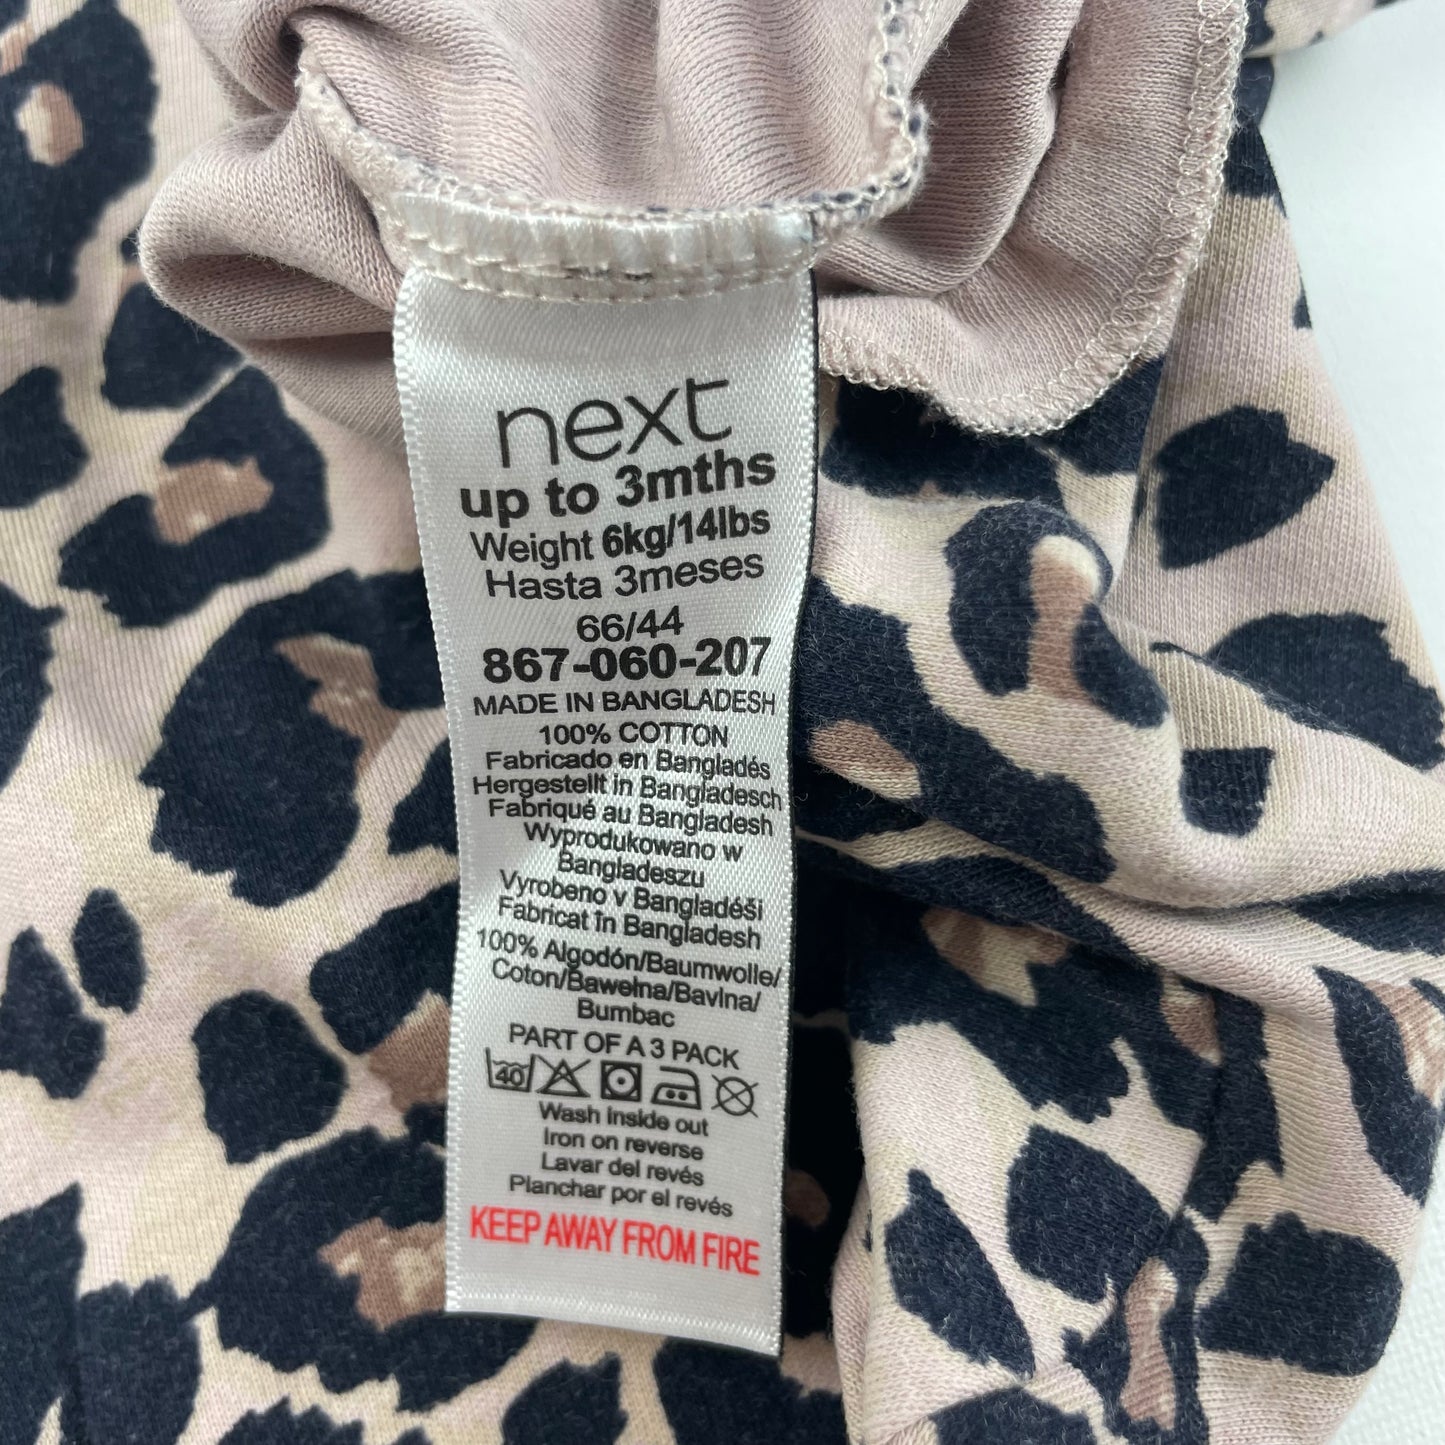 next
up to 3mths
Weight 6kg/14lbs
Hasta 3meses
66/44
867-060-207
MADE IN BANGLADESH
100% COTTON
Fabricado en Bangladés
Hergestellt in Bangladesch
Fabriqué au Bangladesh
Wyprodukowano w
Bangladeszu
Vyrobeno v Bangladéši
Fabricat în Bangladesh
100% Algodón/Baumwolle/
Coton/Bawełna/Bavlna/
Bumbac
PART OF A 3 PACK
40
Wash inside out
Iron on reverse
Lavar del revés
Planchar por el revés
KEEP AWAY FROM FIRE